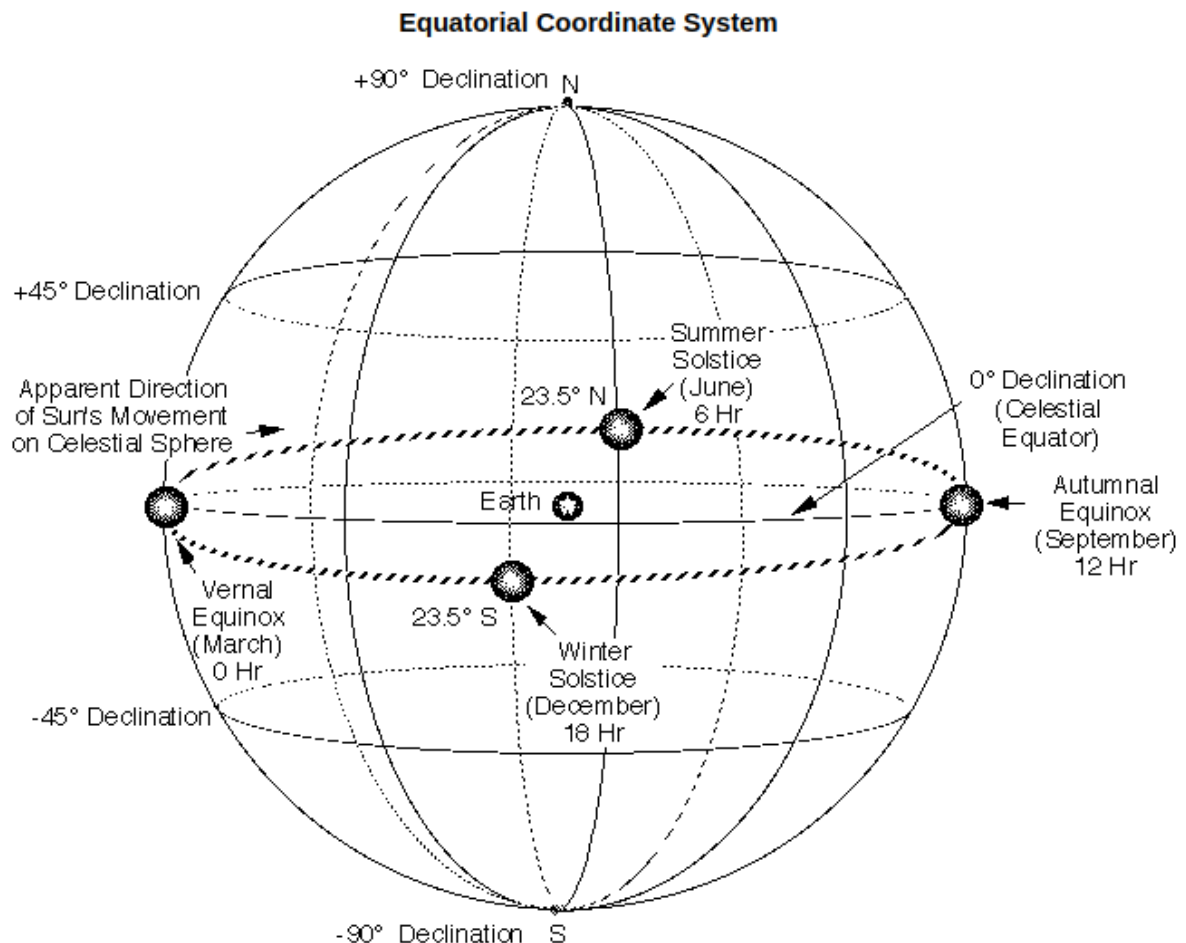 Equatorial Coordinate System
+90° Declination
N
+45° Declination
Summer
Solstice
(June)
6 Hr
23.5° N
0° Declination
(Celestial
Equator)
Apparent Direction
of Sun's Movement
on Celestial Sphere
Earth
Autumnal
Equinox
(September)
12 Hr
Vernal
Equinox
(March)
0 Hr
23.5° S
Winter
Solstice
(December)
18 Hr
-45° Declination
-90° Declination
S